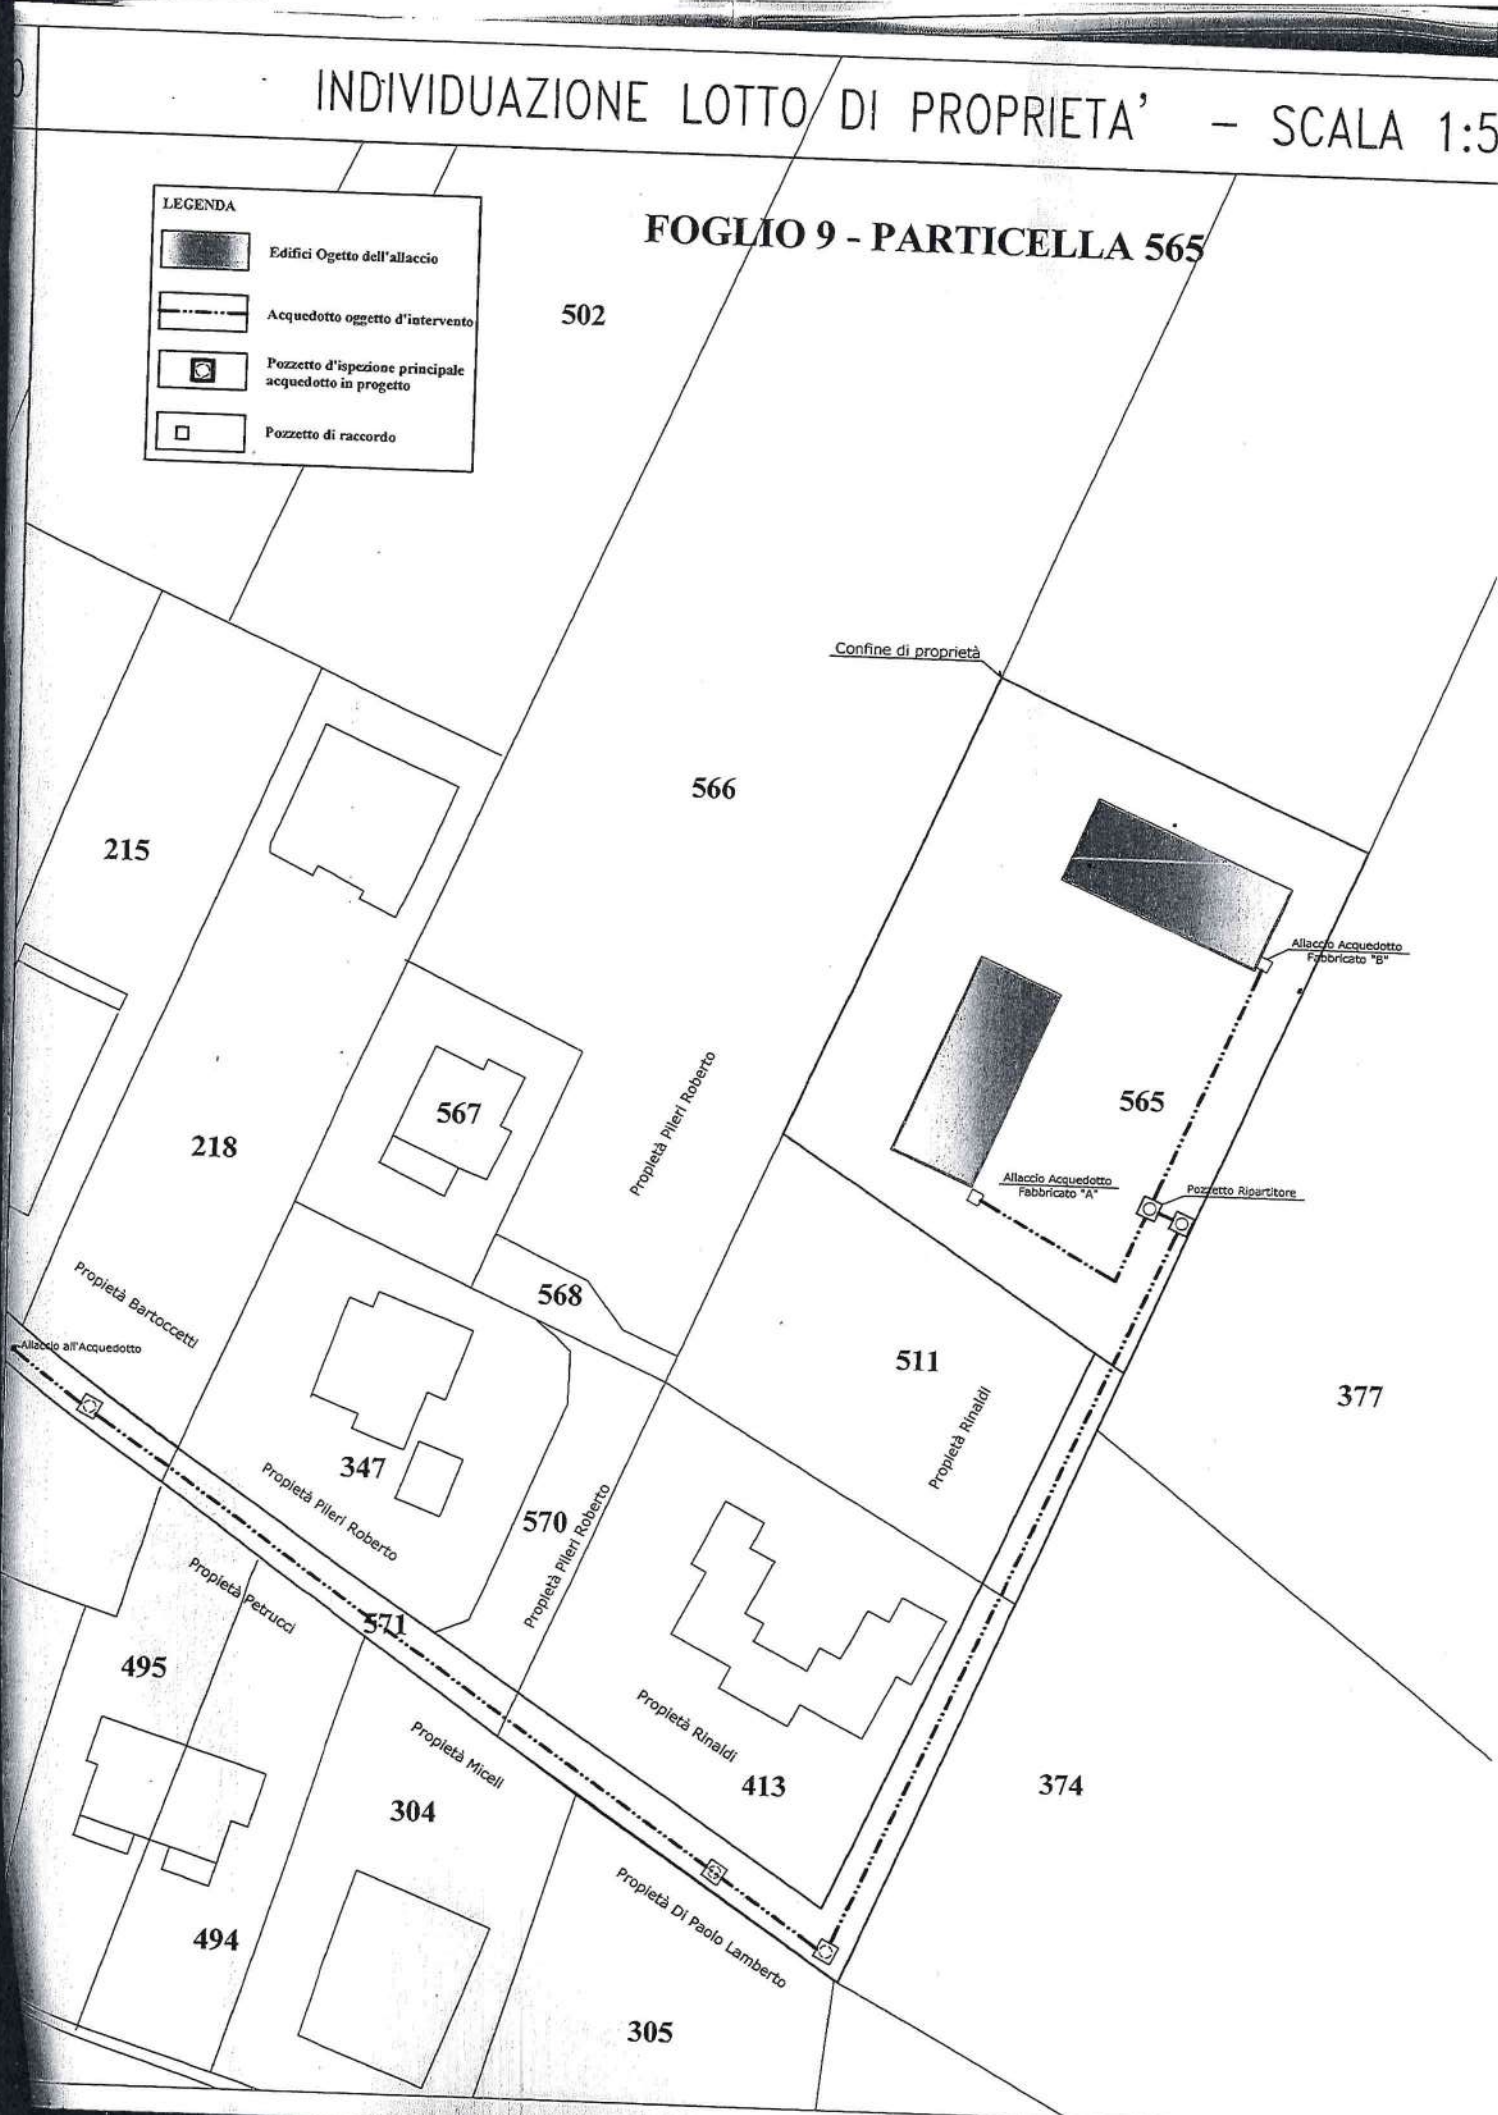 INDIVIDUAZIONE LOTTO DI PROPRIETA' - SCALA 1:5
LEGENDA
Edifici Ogetto dell'allaccio
Acquedotto oggetto d'intervento
Pozzetto d'ispezione principale
acquedotto in progetto
Pozzetto di raccordo
FOGLIO 9 - PARTICELLA 565
502
Confine di proprietà
566
215
Allaccio Acquedotto
Fabbricato "B"
565
567
218
Propietà Pileri Roberto
Allaccio Acquedotto
Fabbricato "A"
Pozzetto Ripartitore
Propietà Bartoccetti
568
Allaccio all'Acquedotto
511
377
Propietà Rinaldi
347
Propietà Pileri Roberto
570
Propietà Pileri Roberto
Propietà Petrucci
571
495
Propietà Rinaldi
Propietà Miceli
413
374
304
Propietà Di Paolo Lamberto
494
305